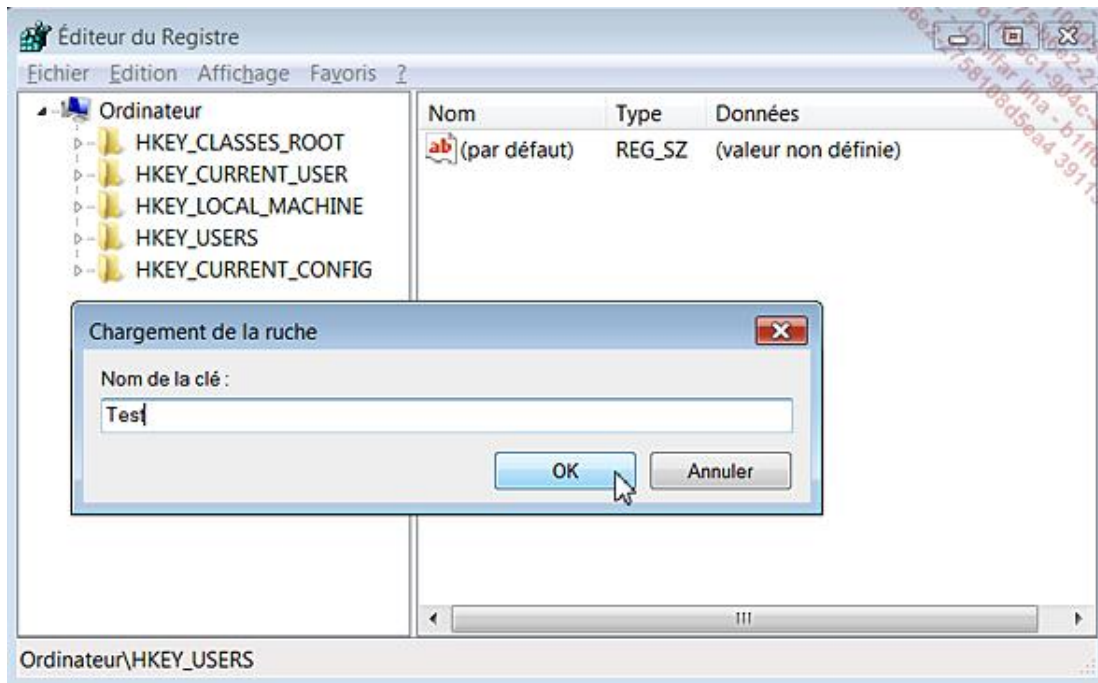 Éditeur du Registre
Fichier Edition Affichage Favoris ?
Ordinateur
HKEY_CLASSES_ROOT
HKEY_CURRENT_USER
HKEY_LOCAL_MACHINE
HKEY_USERS
HKEY_CURRENT_CONFIG
Nom Type Données
ab (par défaut) REG_SZ (valeur non définie)
Chargement de la ruche
Nom de la clé :
Test
OK Annuler
Ordinateur\HKEY_USERS